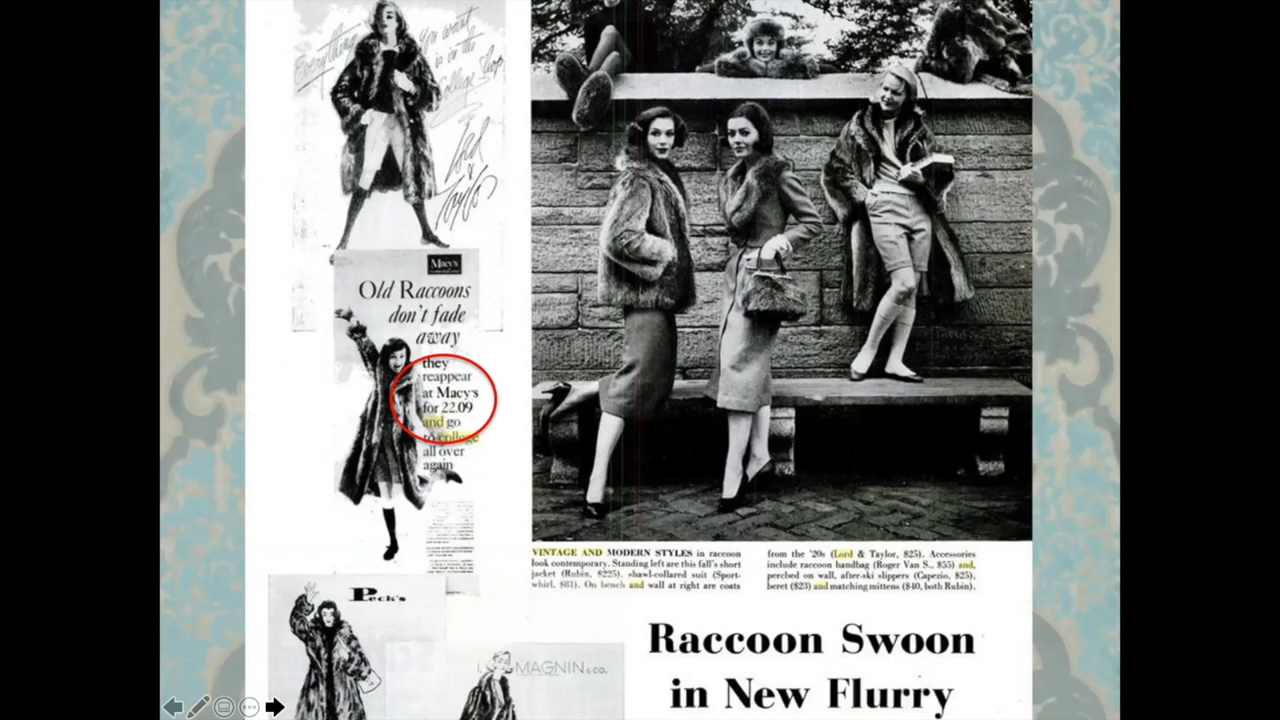 Everything you want
is in the
College Shop
Lord
&
Taylor
Macy's
Old Raccoons
don't fade
away
they
reappear
at Macy's
for 22.09
and go
to college
all over
again
Peck's
I. MAGNIN & CO.
VINTAGE AND MODERN STYLES in raccoon
look contemporary. Standing left are this fall's short
jacket (Rubin, $225), shawl-collared suit (Sport-
whirl, $81). On bench and wall at right are coats
from the '20s (Lord & Taylor, $25). Accessories
include raccoon handbag (Roger Van S., $55) and,
perched on wall, after-ski slippers (Capezio, $25),
beret ($23) and matching mittens ($40, both Rubin).
Raccoon Swoon
in New Flurry